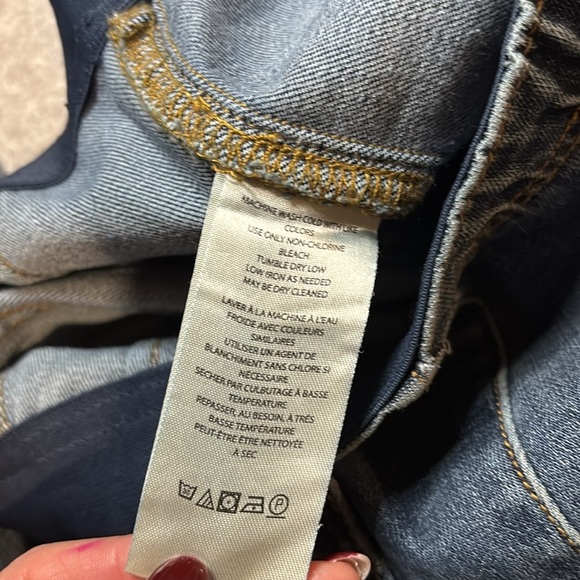 MACHINE WASH COLD WITH LIKE
COLORS
USE ONLY NON-CHLORINE
BLEACH
TUMBLE DRY LOW
LOW IRON AS NEEDED
MAY BE DRY CLEANED
LAVER À LA MACHINE À L'EAU
FROIDE AVEC COULEURS
SIMILAIRES
UTILISER UN AGENT DE
BLANCHIMENT SANS CHLORE SI
NÉCESSAIRE
SECHER PAR CULBUTAGE À BASSE
TEMPERATURE
REPASSER, AU BESOIN, À TRÈS
BASSE TEMPÉRATURE
PEUT-ÊTRE ÊTRE NETTOYÉE
À SEC
P